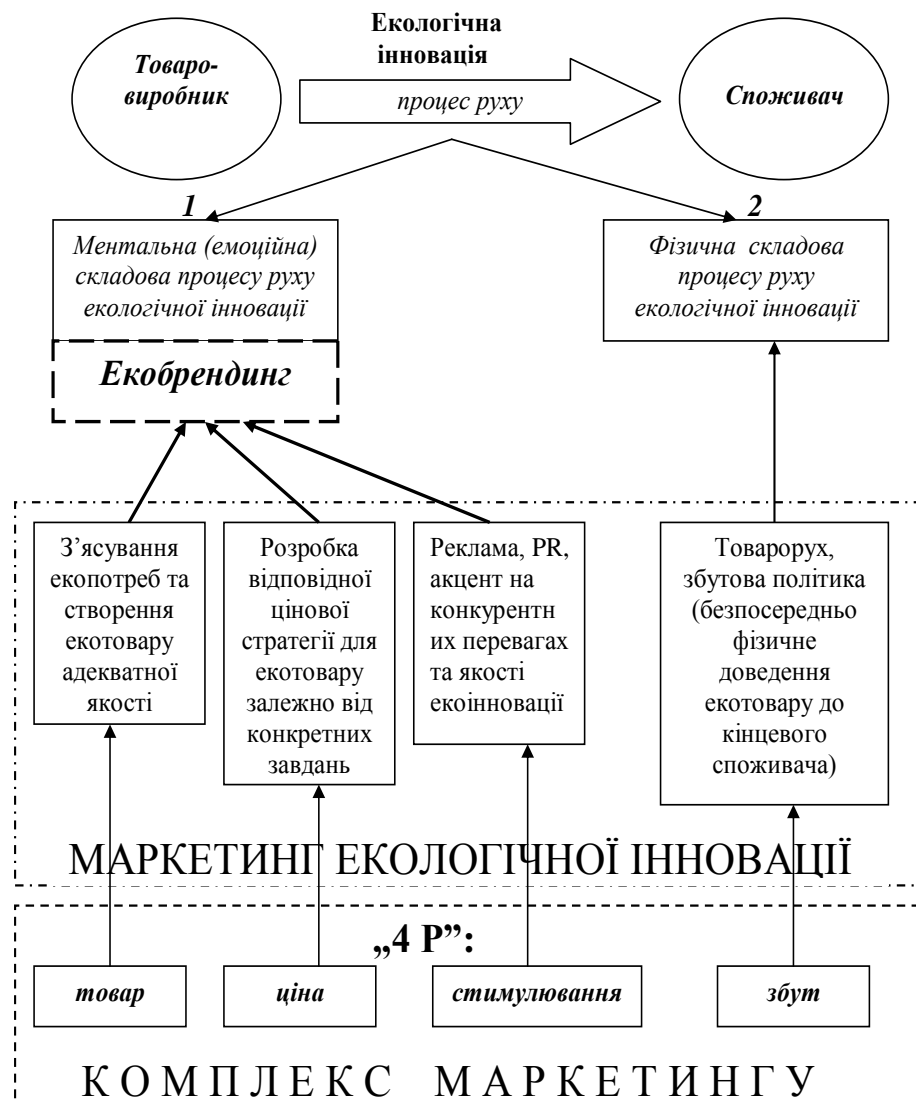 Екологічна
інновація
Товаро-
виробник
процес руху
Споживач
1
2
Ментальна (емоційна)
складова процесу руху
екологічної інновації
Фізична складова
процесу руху
екологічної інновації
Екобрендинг
З’ясування
екопотреб та
створення
екотовару
адекватної
якості
Розробка
відповідної
цінової
стратегії для
екотовару
залежно від
конкретних
завдань
Реклама, PR,
акцент на
конкурентн
их перевагах
та якості
екоінновації
Товарорух,
збутова політика
(безпосередньо
фізичне
доведення
екотовару до
кінцевого
споживача)
МАРКЕТИНГ ЕКОЛОГІЧНОЇ ІННОВАЦІЇ
„4 Р”:
товар
ціна
стимулювання
збут
КОМПЛЕКС МАРКЕТИНГУ